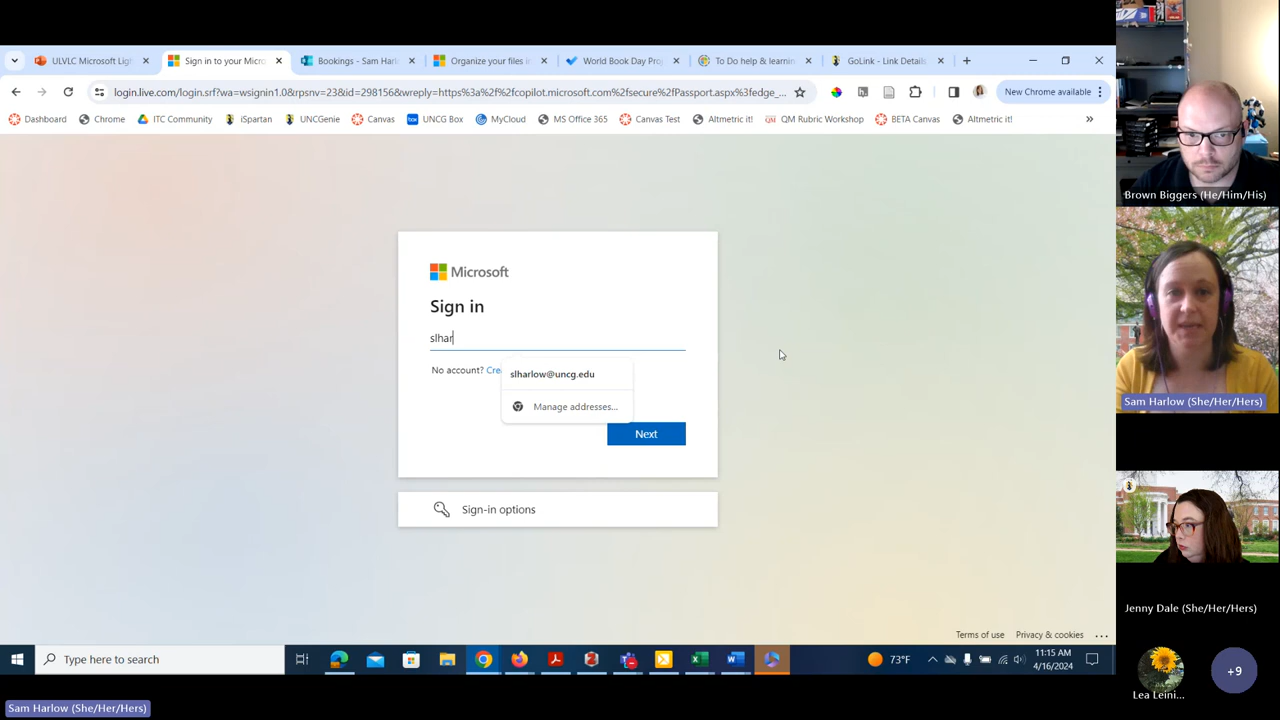 ULVLC Microsoft Lig
Sign in to your Micro
Bookings - Sam Harl
Organize your files in
World Book Day Pro
To Do help & learnin
GoLink - Link Details
login.live.com/login.srf?wa=wsignin1.0&rpsnv=23&id=298156&wreply=https%3a%2f%2fcopilot.microsoft.com%2fsecure%2fPassport.aspx%3fedge_...
New Chrome available
Dashboard
Chrome
ITC Community
iSpartan
UNCGenie
Canvas
UNCG Box
MyCloud
MS Office 365
Canvas Test
Altmetric it!
QM Rubric Workshop
BETA Canvas
Altmetric it!
Brown Biggers (He/Him/His)
Microsoft
Sign in
slhar
No account? Cre
slharlow@uncg.edu
Manage addresses...
Next
Sam Harlow (She/Her/Hers)
Sign-in options
Jenny Dale (She/Her/Hers)
Terms of use
Privacy & cookies
...
Type here to search
73°F
11:15 AM
4/16/2024
+9
Lea Leini...
Sam Harlow (She/Her/Hers)